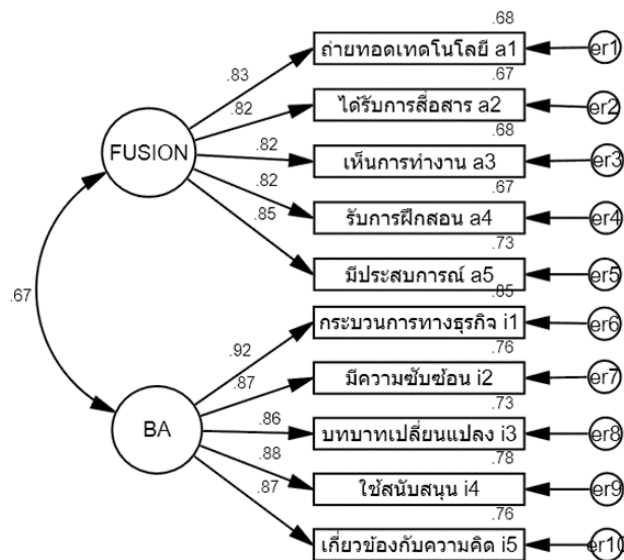 .68
ถ่ายทอดเทดโนโลยี a1
er1
.83
.67
ได้รับการสื่อสาร a2
er2
.82
.68
FUSION
เห็นการทำงาน a3
er3
.82
.67
รับการฝึกสอน a4
er4
.82
.73
มีประสบการณ์ a5
er5
.85
.67
.85
กระบวนการทางธุรกิจ i1
er6
.92
.76
มีความซับซ้อน i2
er7
.87
.73
BA
บทบาทเปลี่ยนแปลง i3
er8
.86
.78
ใช้สนับสนุน i4
er9
.88
.76
เกี่ยวข้องกับความคิด i5
er10
.87